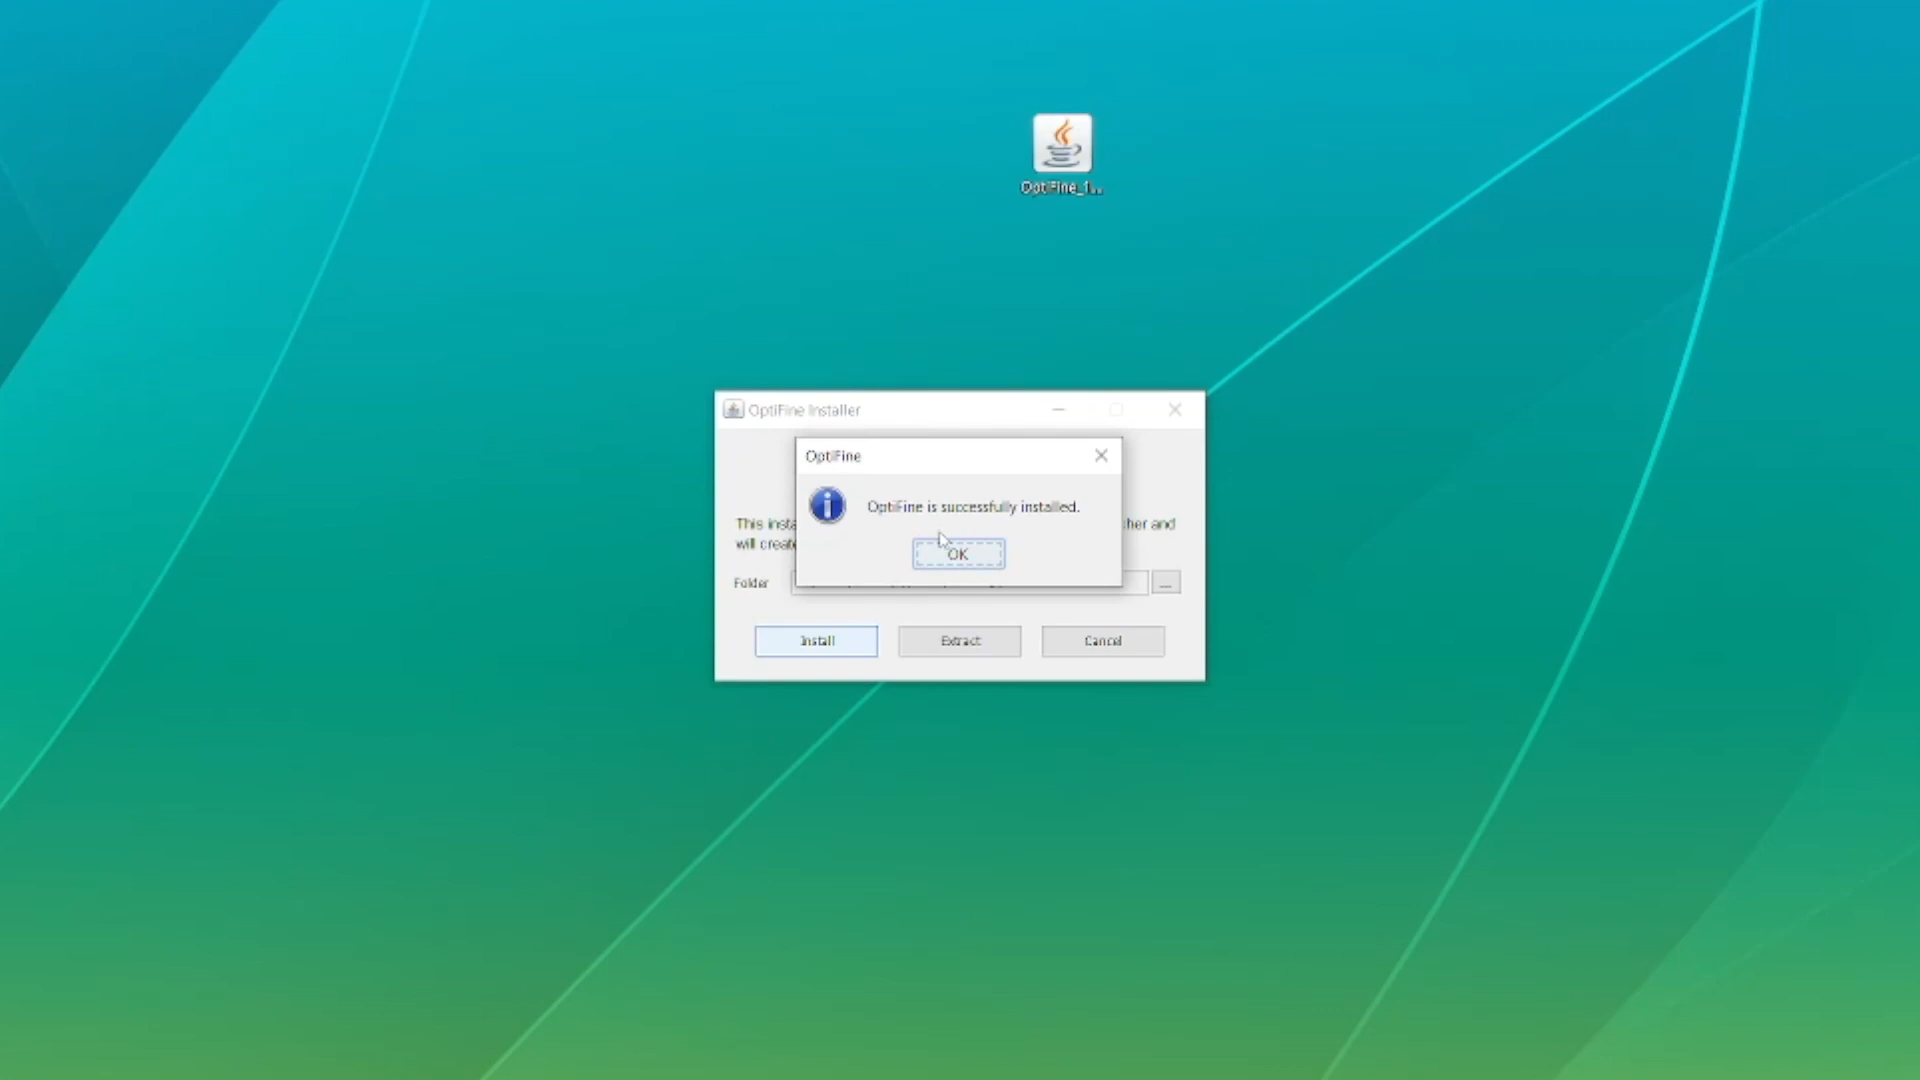 OptiFine_1...
OptiFine Installer
OptiFine
OptiFine is successfully installed.
OK
This insta
her and
will create
Folder
...
Install
Extract
Cancel